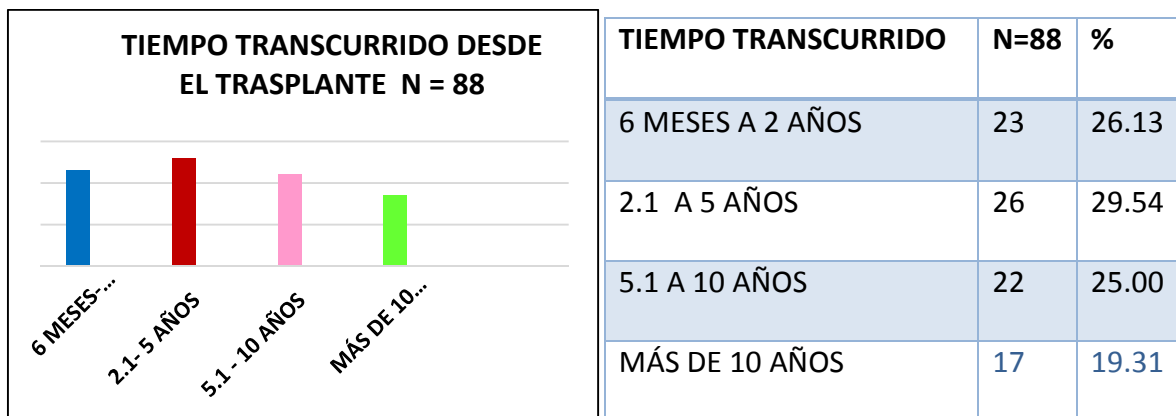 TIEMPO TRANSCURRIDO DESDE
EL TRASPLANTE N = 88
6 MESES-...
2.1- 5 AÑOS
5.1 - 10 AÑOS
MÁS DE 10...
TIEMPO TRANSCURRIDO N=88 %
6 MESES A 2 AÑOS 23 26.13
2.1 A 5 AÑOS 26 29.54
5.1 A 10 AÑOS 22 25.00
MÁS DE 10 AÑOS 17 19.31